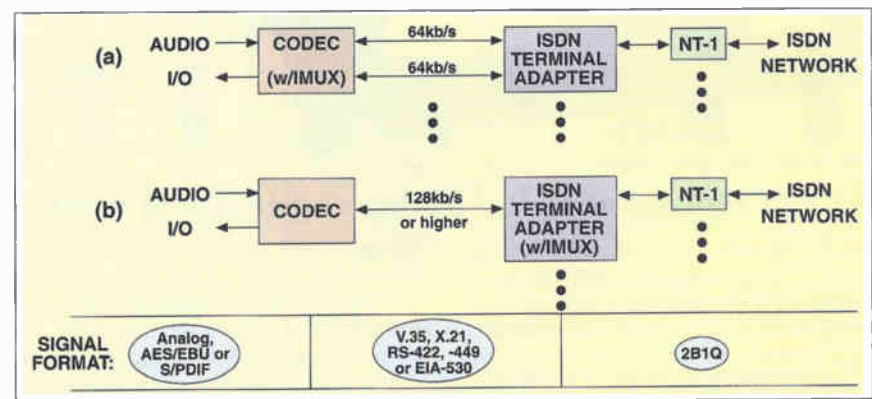 (a)
AUDIO
I/O
CODEC
(w/IMUX)
64kb/s
64kb/s
ISDN
TERMINAL
ADAPTER
NT-1
ISDN
NETWORK
(b)
AUDIO
I/O
CODEC
128kb/s
or higher
ISDN
TERMINAL
ADAPTER
(w/IMUX)
NT-1
ISDN
NETWORK
SIGNAL
FORMAT:
Analog,
AES/EBU or
S/PDIF
V.35, X.21,
RS-422, -449
or EIA-530
2B1Q